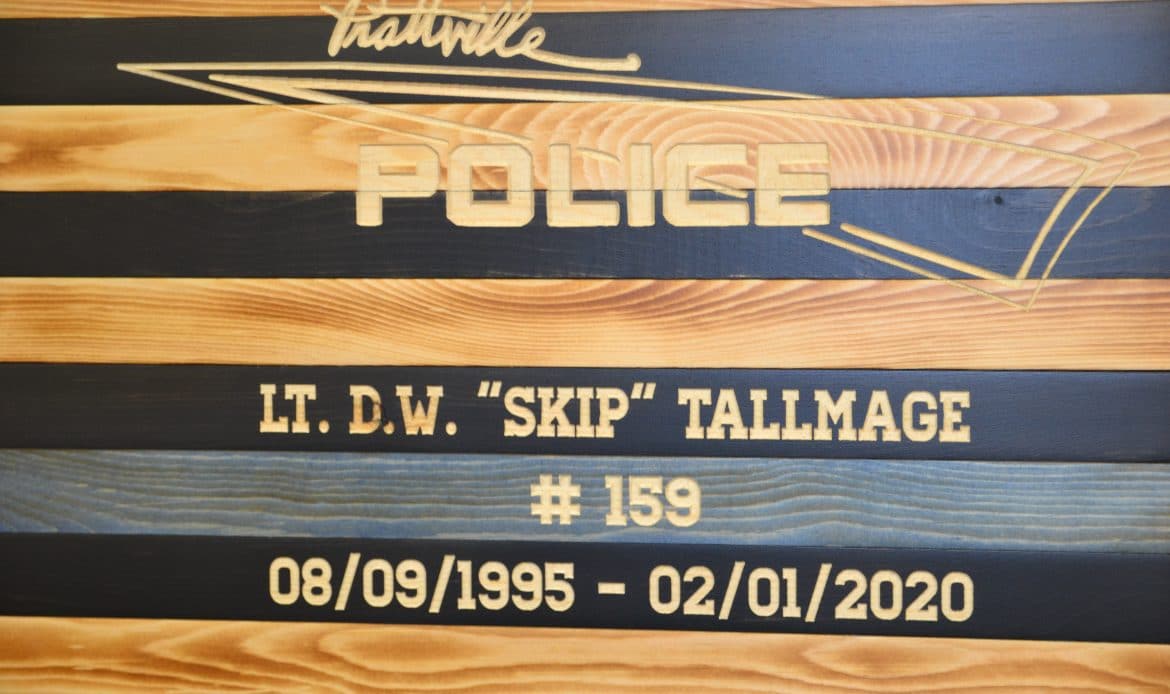 Prattville
POLICE
LT. D.W. "SKIP" TALLMAGE
# 159
08/09/1995 - 02/01/2020